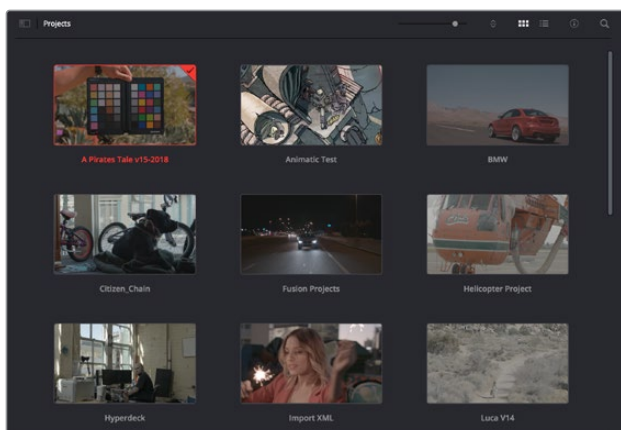 Projects
A Pirates Tale v15-2018
Animatic Test
BMW
Citizen_Chain
Fusion Projects
Helicopter Project
Hyperdeck
Import XML
Luca V14